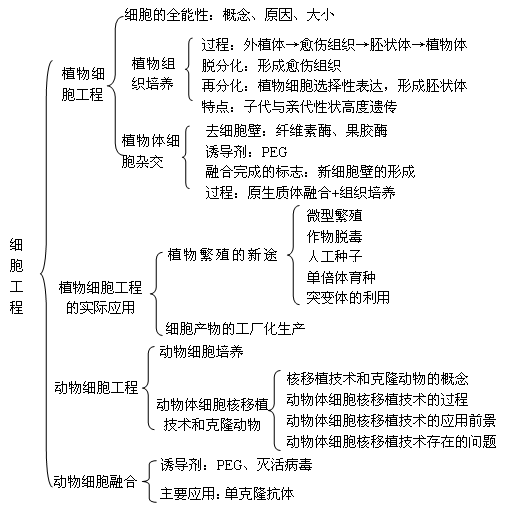 细胞的全能性：概念、原因、大小
过程：外植体→愈伤组织→胚状体→植物体
植物细
胞工程
植物组
织培养
脱分化：形成愈伤组织
再分化：植物细胞选择性表达，形成胚状体
特点：子代与亲代性状高度遗传
植物体细
胞杂交
去细胞壁：纤维素酶、果胶酶
诱导剂：PEG
融合完成的标志：新细胞壁的形成
过程：原生质体融合+组织培养
细
胞
工
程
植物细胞工程
的实际应用
植物繁殖的新途
微型繁殖
作物脱毒
人工种子
单倍体育种
突变体的利用
细胞产物的工厂化生产
动物细胞工程
动物细胞培养
动物体细胞核移植
技术和克隆动物
核移植技术和克隆动物的概念
动物体细胞核移植技术的过程
动物体细胞核移植技术的应用前景
动物体细胞核移植技术存在的问题
动物细胞融合
诱导剂：PEG、灭活病毒
主要应用：单克隆抗体